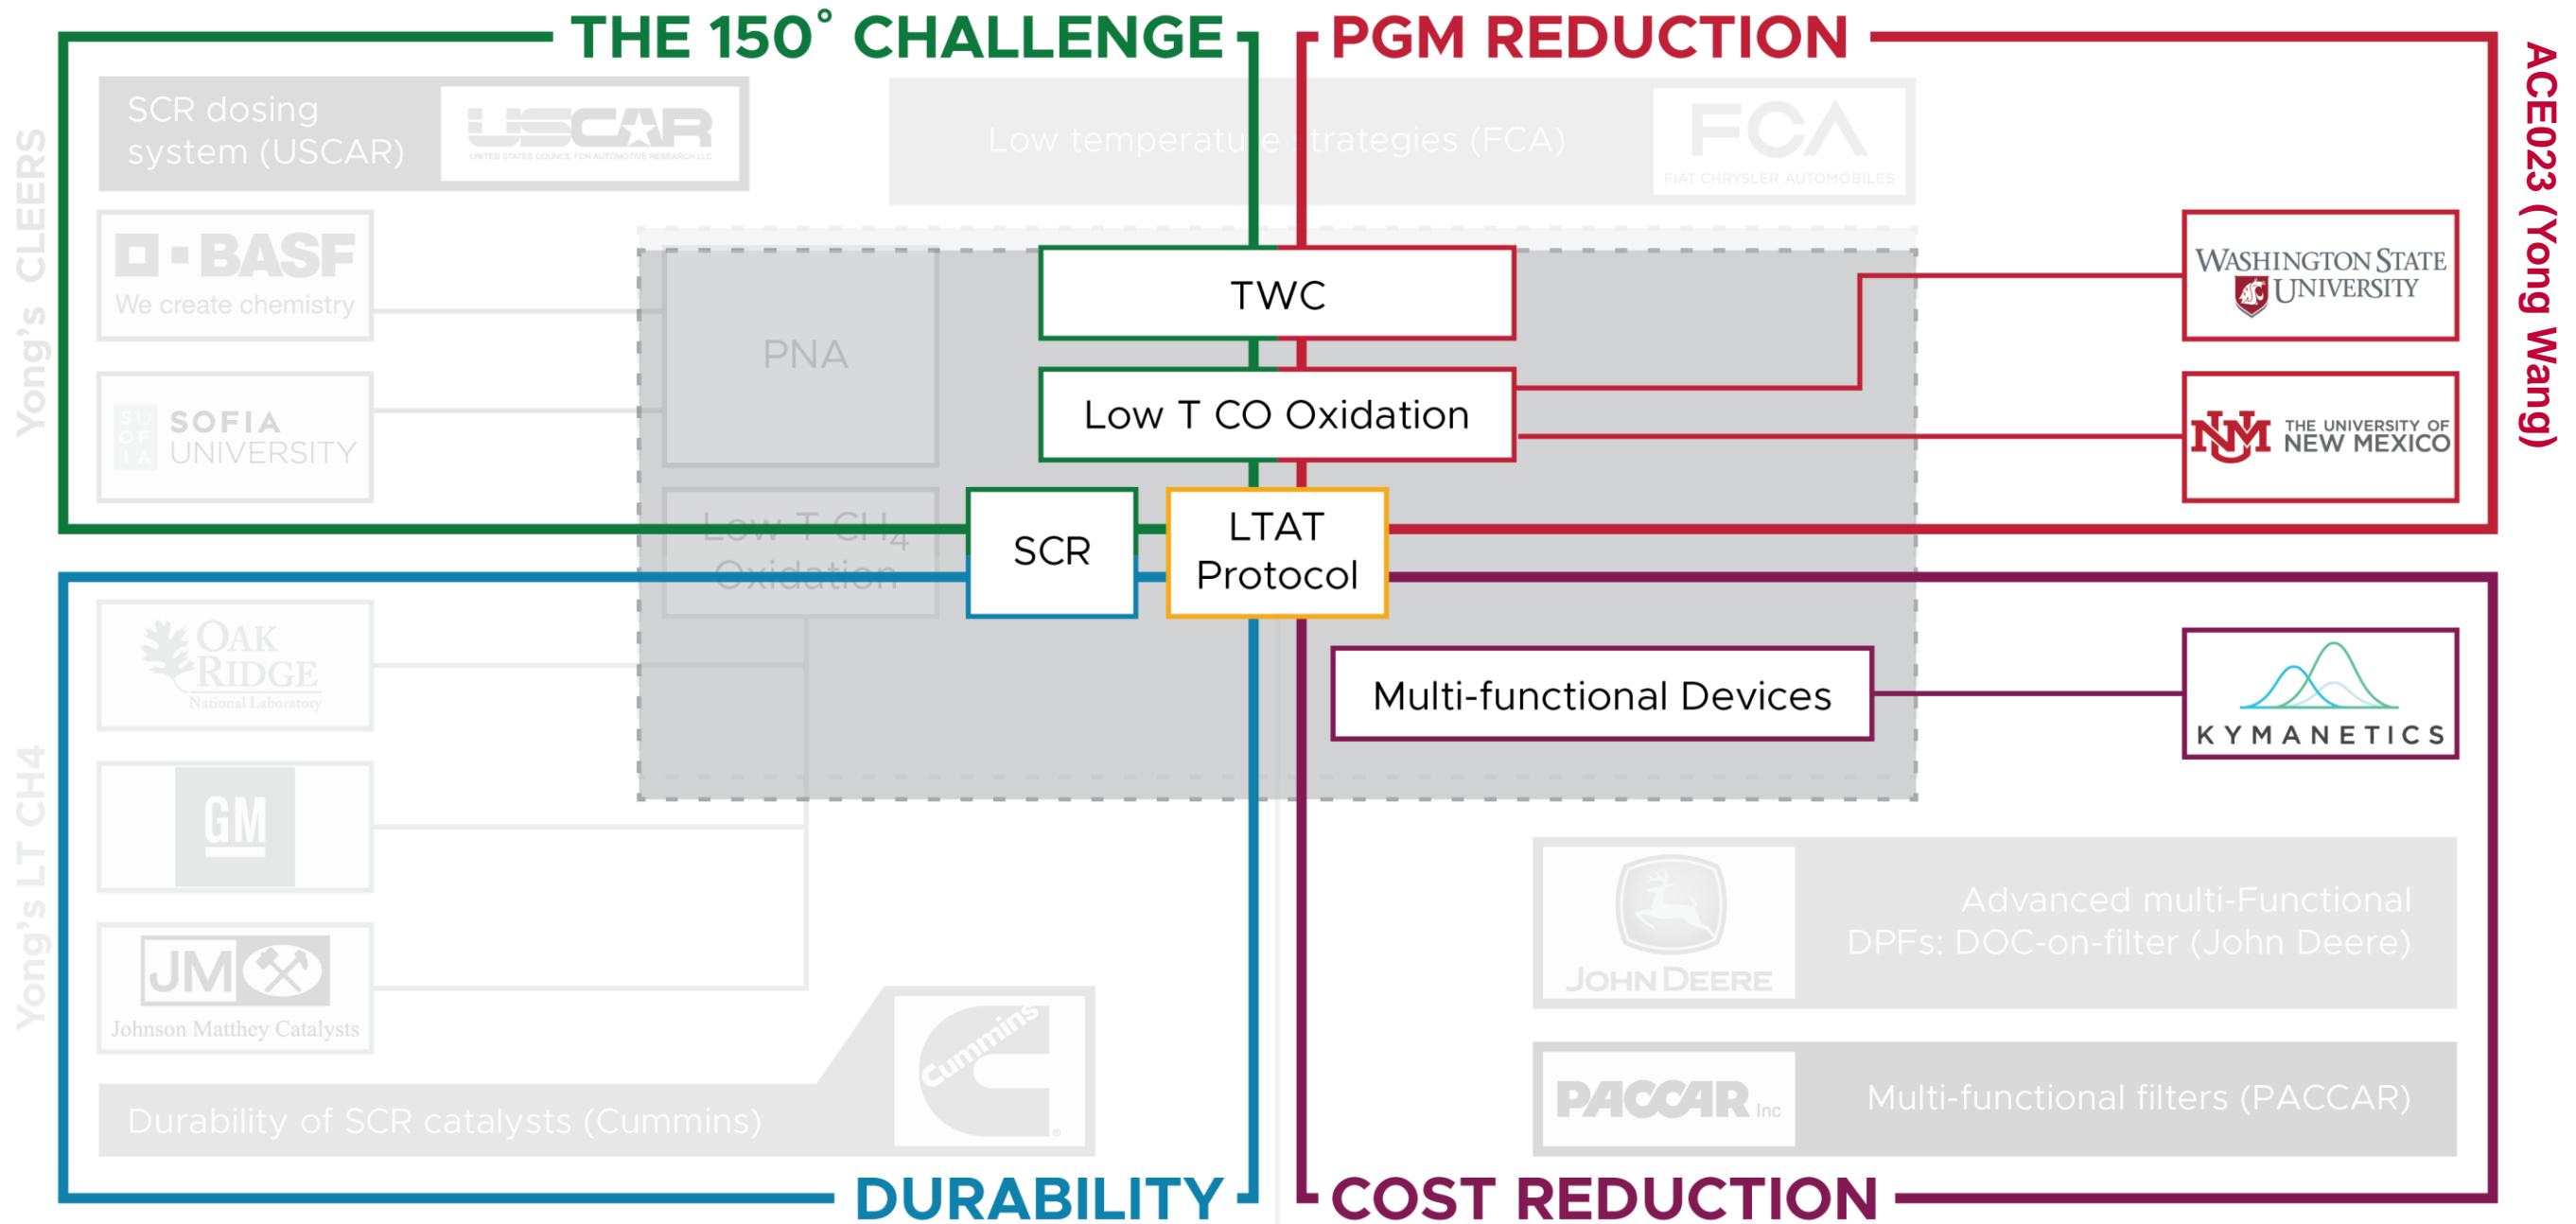 THE 150° CHALLENGE
PGM REDUCTION
ACE023 (Yong Wang)
Yong's CLEERS
SCR dosing
system (USCAR)
USCAR
UNITED STATES COUNCIL FOR AUTOMOTIVE RESEARCH LLC
Low temperature strategies (FCA)
FCA
FIAT CHRYSLER AUTOMOBILES
BASF
We create chemistry
SOFIA
UNIVERSITY
SU
OF
IA
PNA
TWC
Low T CO Oxidation
WASHINGTON STATE
UNIVERSITY
NM
THE UNIVERSITY OF
NEW MEXICO
Low T CH4
Oxidation
SCR
LTAT
Protocol
Multi-functional Devices
KYMANETICS
Yong's LT CH4
OAK
RIDGE
National Laboratory
GM
JM
Johnson Matthey Catalysts
Durability of SCR catalysts (Cummins)
Cummins
®
JOHN DEERE
Advanced multi-Functional
DPFs: DOC-on-filter (John Deere)
PACCAR Inc
Multi-functional filters (PACCAR)
DURABILITY
COST REDUCTION